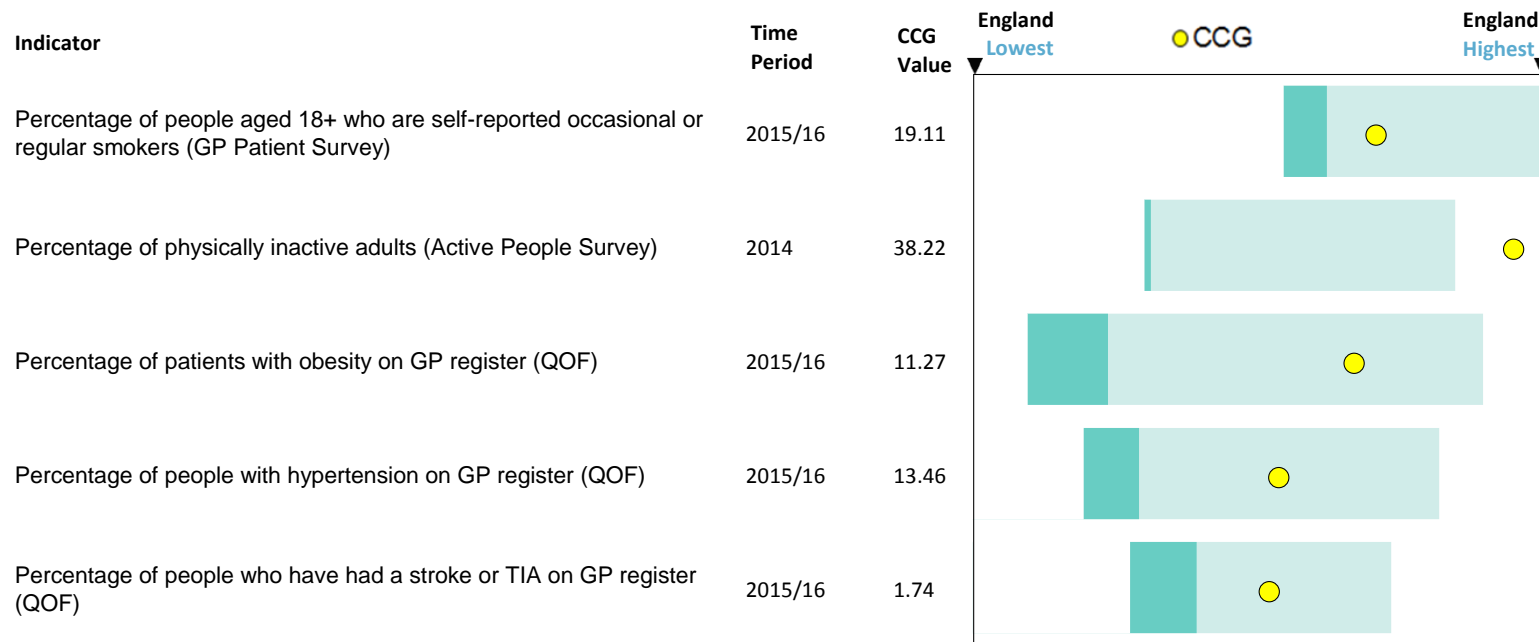 Indicator
Time
Period
CCG
Value
England
Lowest
CCG
England
Highest
Percentage of people aged 18+ who are self-reported occasional or
regular smokers (GP Patient Survey)
2015/16
19.11
Percentage of physically inactive adults (Active People Survey)
2014
38.22
Percentage of patients with obesity on GP register (QOF)
2015/16
11.27
Percentage of people with hypertension on GP register (QOF)
2015/16
13.46
Percentage of people who have had a stroke or TIA on GP register
(QOF)
2015/16
1.74